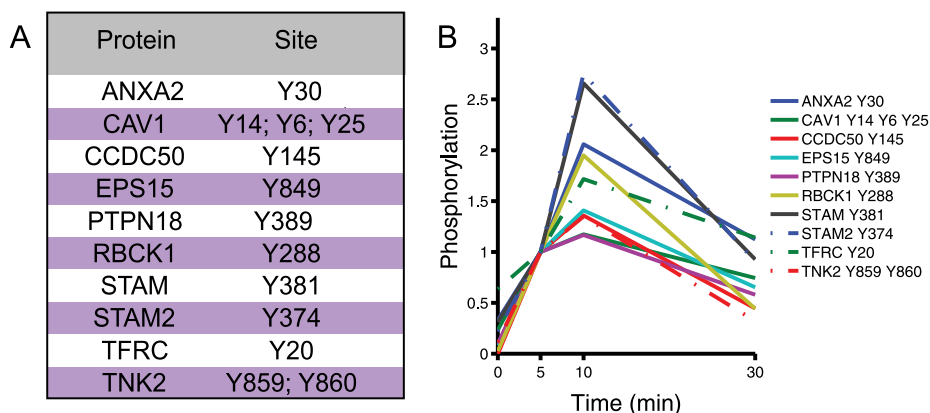 A
Protein Site
ANXA2 Y30
CAV1 Y14; Y6; Y25
CCDC50 Y145
EPS15 Y849
PTPN18 Y389
RBCK1 Y288
STAM Y381
STAM2 Y374
TFRC Y20
TNK2 Y859; Y860
B
Phosphorylation
3
2.5
2
1.5
1
0.5
0
0 5 10 30
Time (min)
ANXA2 Y30
CAV1 Y14 Y6 Y25
CCDC50 Y145
EPS15 Y849
PTPN18 Y389
RBCK1 Y288
STAM Y381
STAM2 Y374
TFRC Y20
TNK2 Y859 Y860